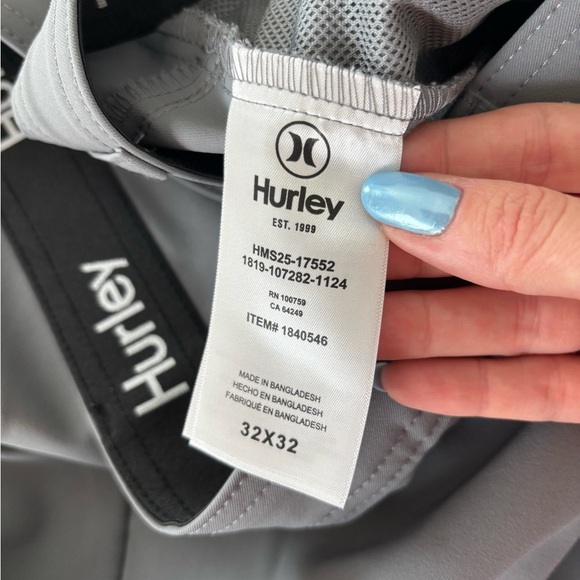 Hurley
EST. 1999
HMS25-17552
1819-107282-1124
RN 100759
CA 64249
ITEM# 1840546
MADE IN BANGLADESH
HECHO EN BANGLADESH
FABRIQUÉ EN BANGLADESH
32X32
Hurley